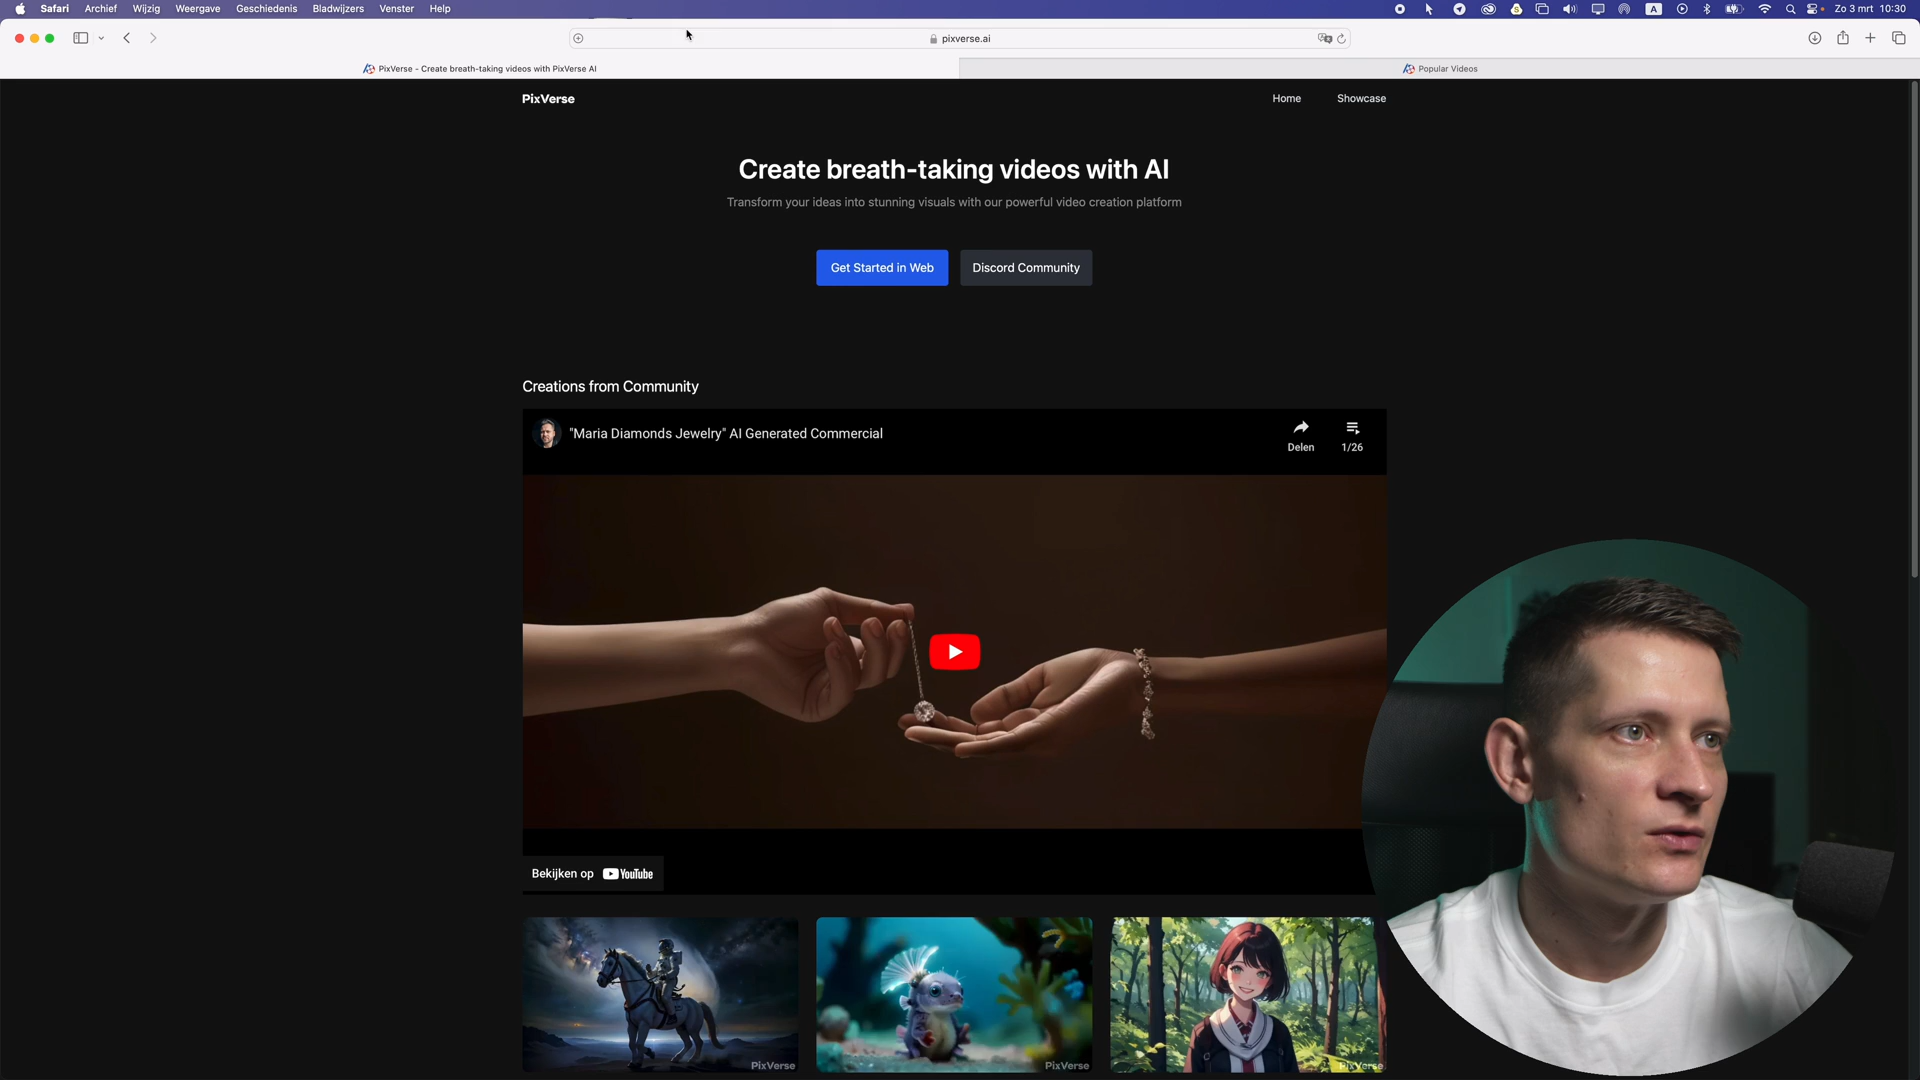 Safari Archief Wijzig Weergave Geschiedenis Bladwijzers Venster Help A Zo 3 mrt 10:30
pixverse.ai
PixVerse - Create breath-taking videos with PixVerse AI Popular Videos
PixVerse Home Showcase
Create breath-taking videos with AI
Transform your ideas into stunning visuals with our powerful video creation platform
Get Started in Web Discord Community
Creations from Community
"Maria Diamonds Jewelry" AI Generated Commercial
Delen 1/26
Bekijken op YouTube
PixVerse PixVerse PixVerse